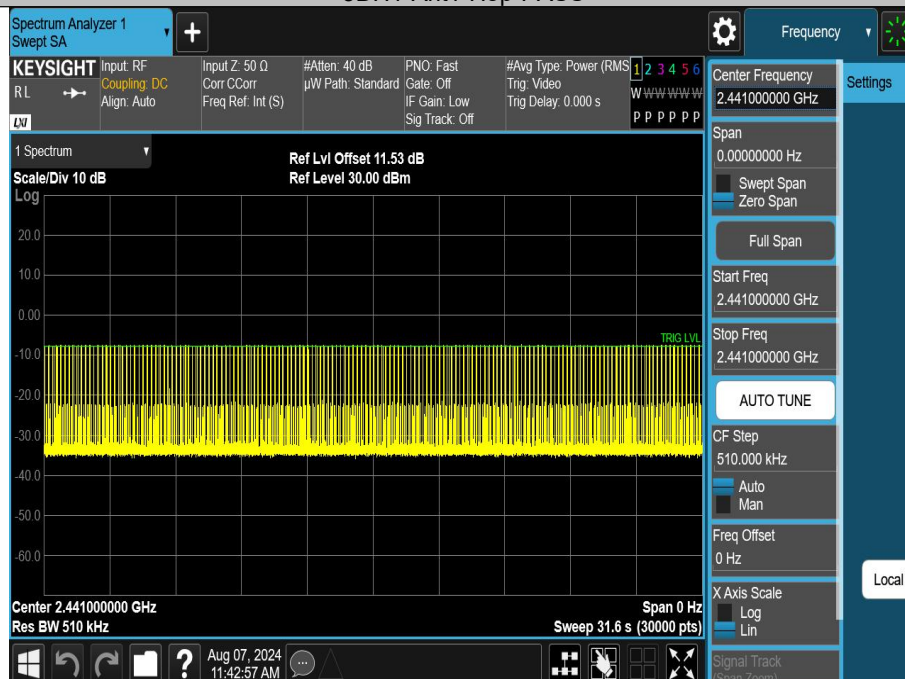 Spectrum Analyzer 1
Swept SA
+
Frequency
KEYSIGHT
RL
LXI
Input: RF
Coupling: DC
Align: Auto
Input Z: 50 Ω
Corr CCorr
Freq Ref: Int (S)
#Atten: 40 dB
µW Path: Standard
PNO: Fast
Gate: Off
IF Gain: Low
Sig Track: Off
#Avg Type: Power (RMS
Trig: Video
Trig Delay: 0.000 s
1 2 3 4 5 6
W W W W W W
P P P P P P
1 Spectrum
Scale/Div 10 dB
Log
Ref Lvl Offset 11.53 dB
Ref Level 30.00 dBm
20.0
10.0
0.00
TRIG LVL
-10.0
-20.0
-30.0
-40.0
-50.0
-60.0
Center 2.441000000 GHz
Res BW 510 kHz
Span 0 Hz
Sweep 31.6 s (30000 pts)
Center Frequency
2.441000000 GHz
Settings
Span
0.00000000 Hz
Swept Span
Zero Span
Full Span
Start Freq
2.441000000 GHz
Stop Freq
2.441000000 GHz
AUTO TUNE
CF Step
510.000 kHz
Auto
Man
Freq Offset
0 Hz
Local
X Axis Scale
Log
Lin
Signal Track
(Span Zoom)
?
Aug 07, 2024
11:42:57 AM